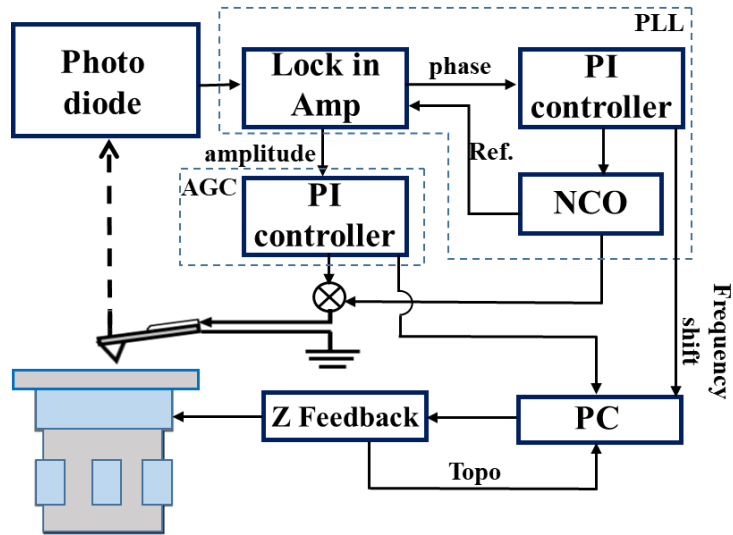 PLL
Photo
diode
Lock in
Amp
phase
PI
controller
Ref.
amplitude
AGC
PI
controller
NCO
Frequency
shift
Z Feedback
PC
Topo